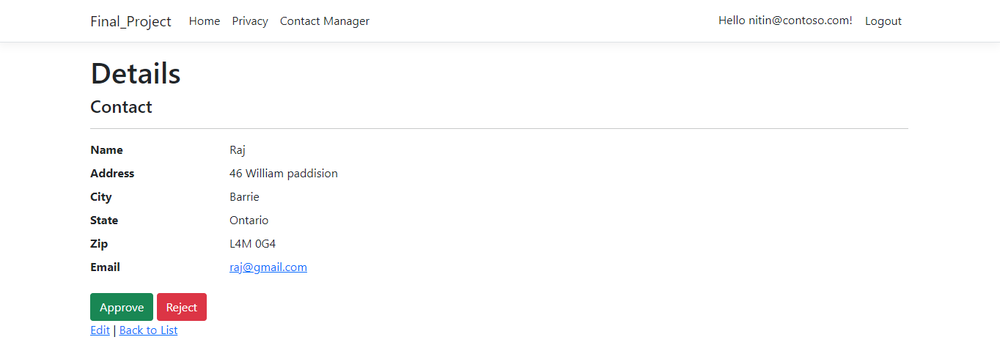 Final_Project Home Privacy Contact Manager Hello nitin@contoso.com! Logout
Details
Contact
Name Raj
Address 46 William paddision
City Barrie
State Ontario
Zip L4M 0G4
Email raj@gmail.com
Approve Reject
Edit | Back to List